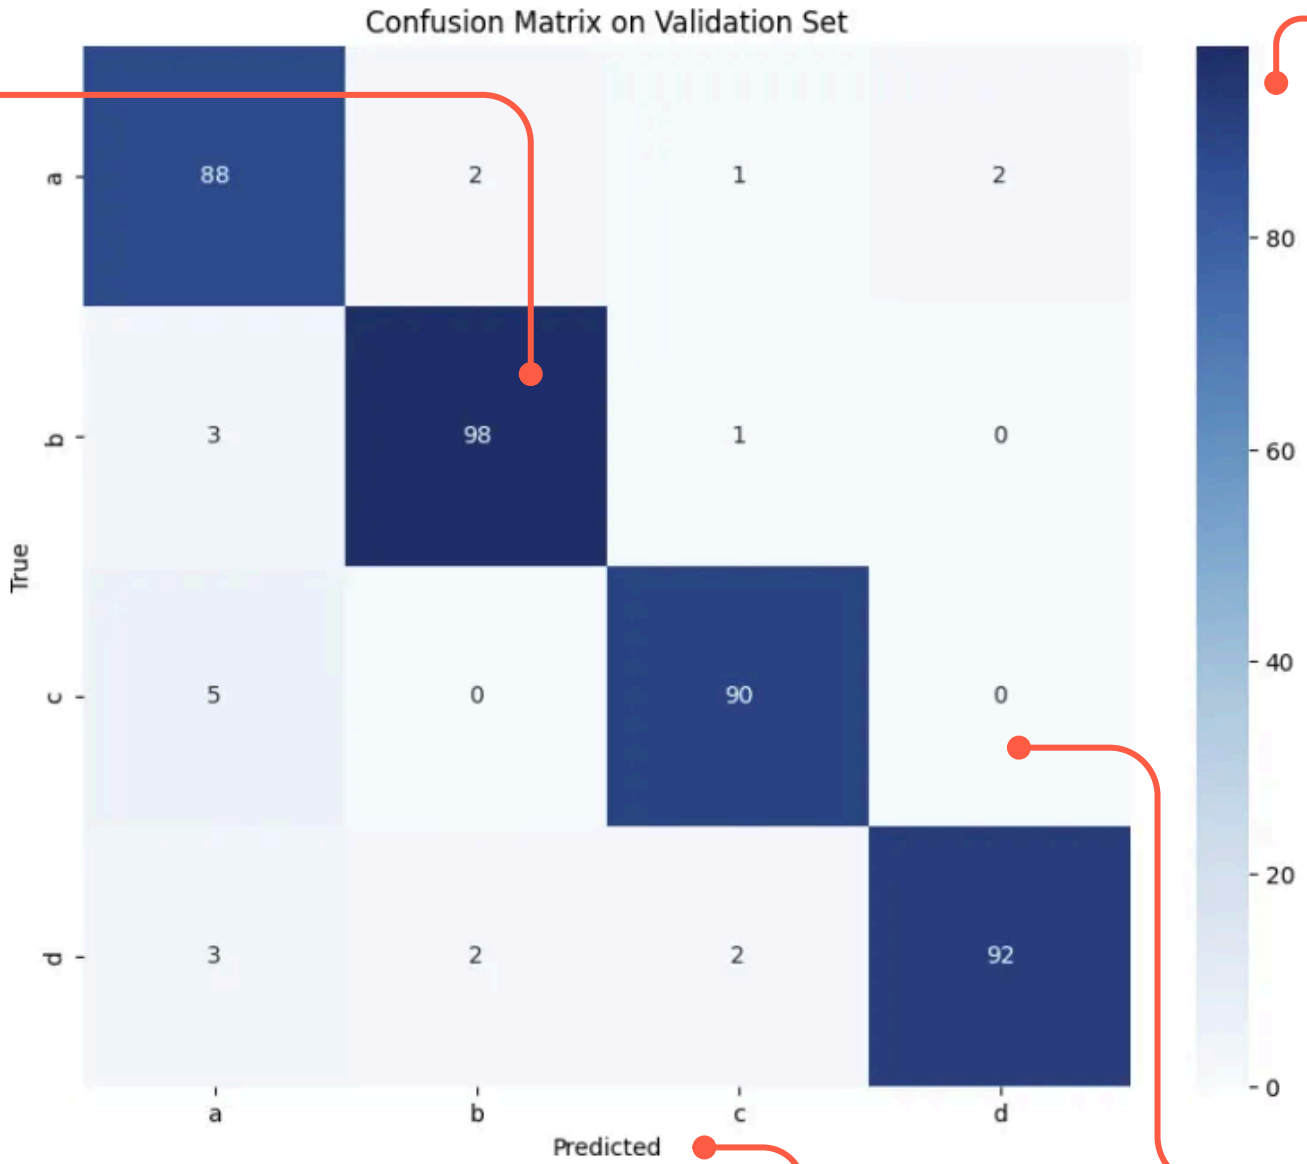 Confusion Matrix on Validation Set
a 88 2 1 2
80
b 3 98 1 0
60
True
40
c 5 0 90 0
20
d 3 2 2 92
0
a b c d
Predicted